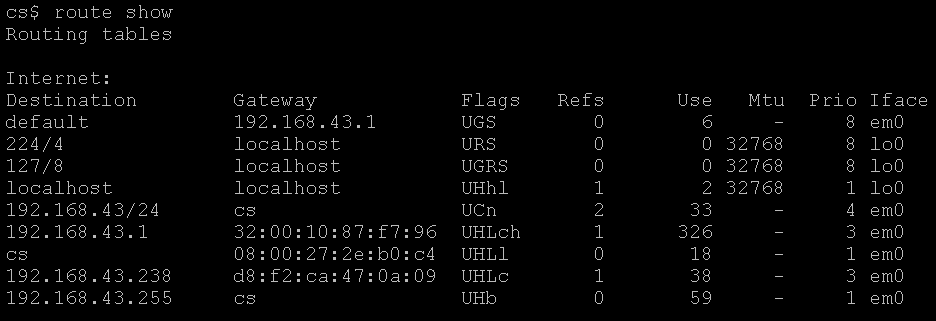 cs$ route show
Routing tables

Internet:
Destination        Gateway            Flags   Refs      Use   Mtu  Prio Iface
default            192.168.43.1       UGS        0        6     -     8 em0
224/4              localhost          URS        0        0 32768     8 lo0
127/8              localhost          UGRS       0        0 32768     8 lo0
localhost          localhost          UHhl       1        2 32768     1 lo0
192.168.43/24      cs                 UCn        2       33     -     4 em0
192.168.43.1       32:00:10:87:f7:96  UHLch      1      326     -     3 em0
cs                 08:00:27:2e:b0:c4  UHLl       0       18     -     1 em0
192.168.43.238     d8:f2:ca:47:0a:09  UHLc       1       38     -     3 em0
192.168.43.255     cs                 UHb        0       59     -     1 em0